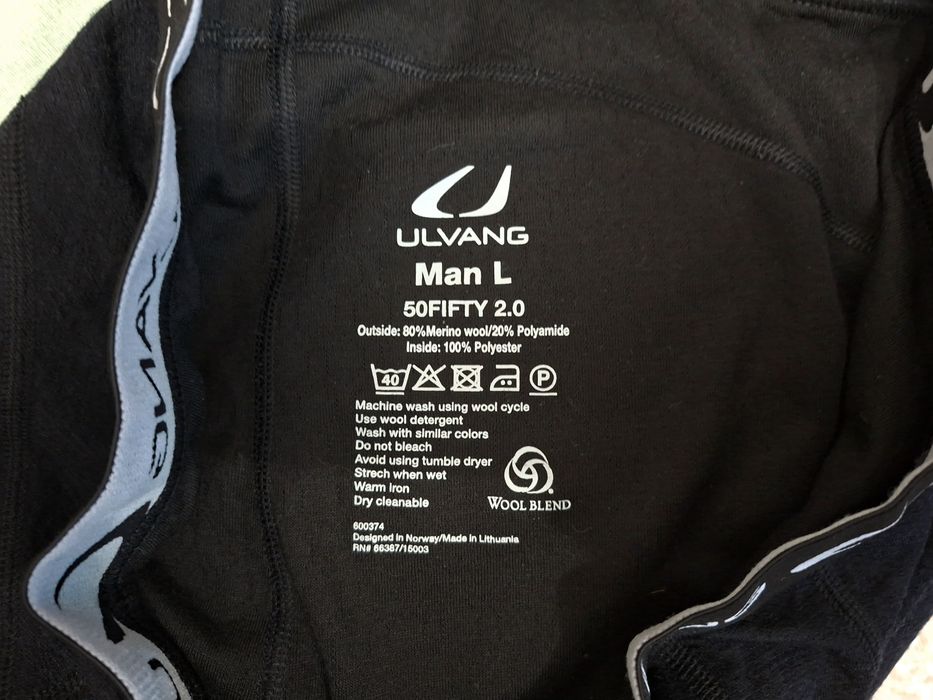 ULVANG
Man L
50FIFTY 2.0
Outside: 80%Merino wool/20% Polyamide
Inside: 100% Polyester
40 P
Machine wash using wool cycle
Use wool detergent
Wash with similar colors
Do not bleach
Avoid using tumble dryer
Strech when wet
Warm iron
Dry cleanable
WOOL BLEND
600374
Designed in Norway/Made in Lithuania
RN# 66387/15003